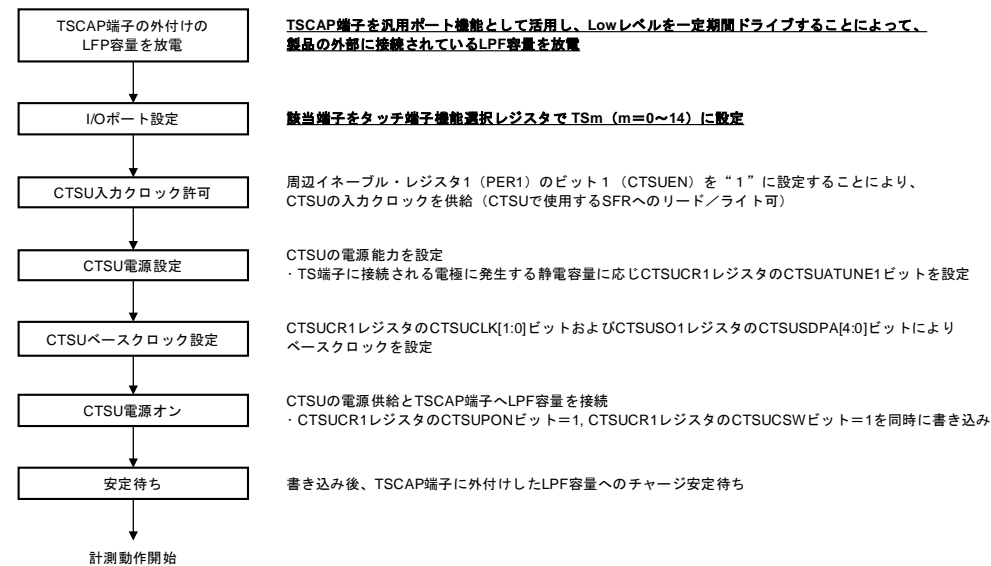 TSCAP端子の外付けの
LFP容量を放電
TSCAP端子を汎用ポート機能として活用し、Lowレベルを一定期間ドライブすることによって、
製品の外部に接続されているLPF容量を放電
I/Oポート設定
該当端子をタッチ端子機能選択レジスタで TSm（m＝0～14）に設定
CTSU入力クロック許可
周辺イネーブル・レジスタ1（PER1）のビット１（CTSUEN）を“１”に設定することにより、
CTSUの入力クロックを供給（CTSUで使用するSFRへのリード／ライト可）
CTSU電源設定
CTSUの電源能力を設定
・TS端子に接続される電極に発生する静電容量に応じCTSUCR1レジスタのCTSUATUNE1ビットを設定
CTSUベースクロック設定
CTSUCR1レジスタのCTSUCLK[1:0]ビットおよびCTSUSO1レジスタのCTSUSDPA[4:0]ビットにより
ベースクロックを設定
CTSU電源オン
CTSUの電源供給とTSCAP端子へLPF容量を接続
・CTSUCR1レジスタのCTSUPONビット＝1, CTSUCR1レジスタのCTSUCSWビット＝1を同時に書き込み
安定待ち
書き込み後、TSCAP端子に外付けしたLPF容量へのチャージ安定待ち
計測動作開始